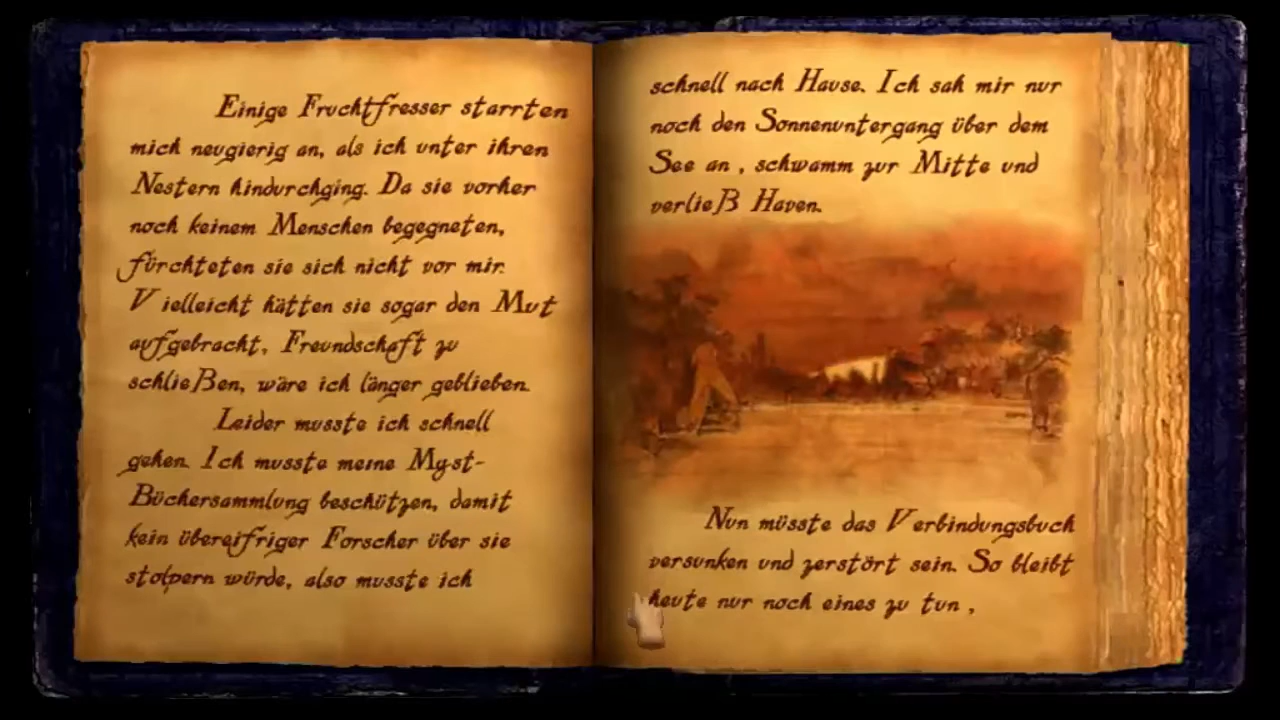 Einige Fruchtfresser starrten
mich neugierig an, als ich unter ihren
Nestern hindurchging. Da sie vorher
noch keinem Menschen begegneten,
fürchteten sie sich nicht vor mir.
Vielleicht hätten sie sogar den Mut
aufgebracht, Freundschaft zu
schließen, wäre ich länger geblieben.
Leider musste ich schnell
gehen. Ich musste meine Myst-
Büchersammlung beschützen, damit
kein übereifriger Forscher über sie
stolpern würde, also musste ich
schnell nach Hause. Ich sah mir nur
noch den Sonnenuntergang über dem
See an, schwamm zur Mitte und
verließ Haven.
Nun müsste das Verbindungsbuch
versunken und zerstört sein. So bleibt
heute nur noch eines zu tun,